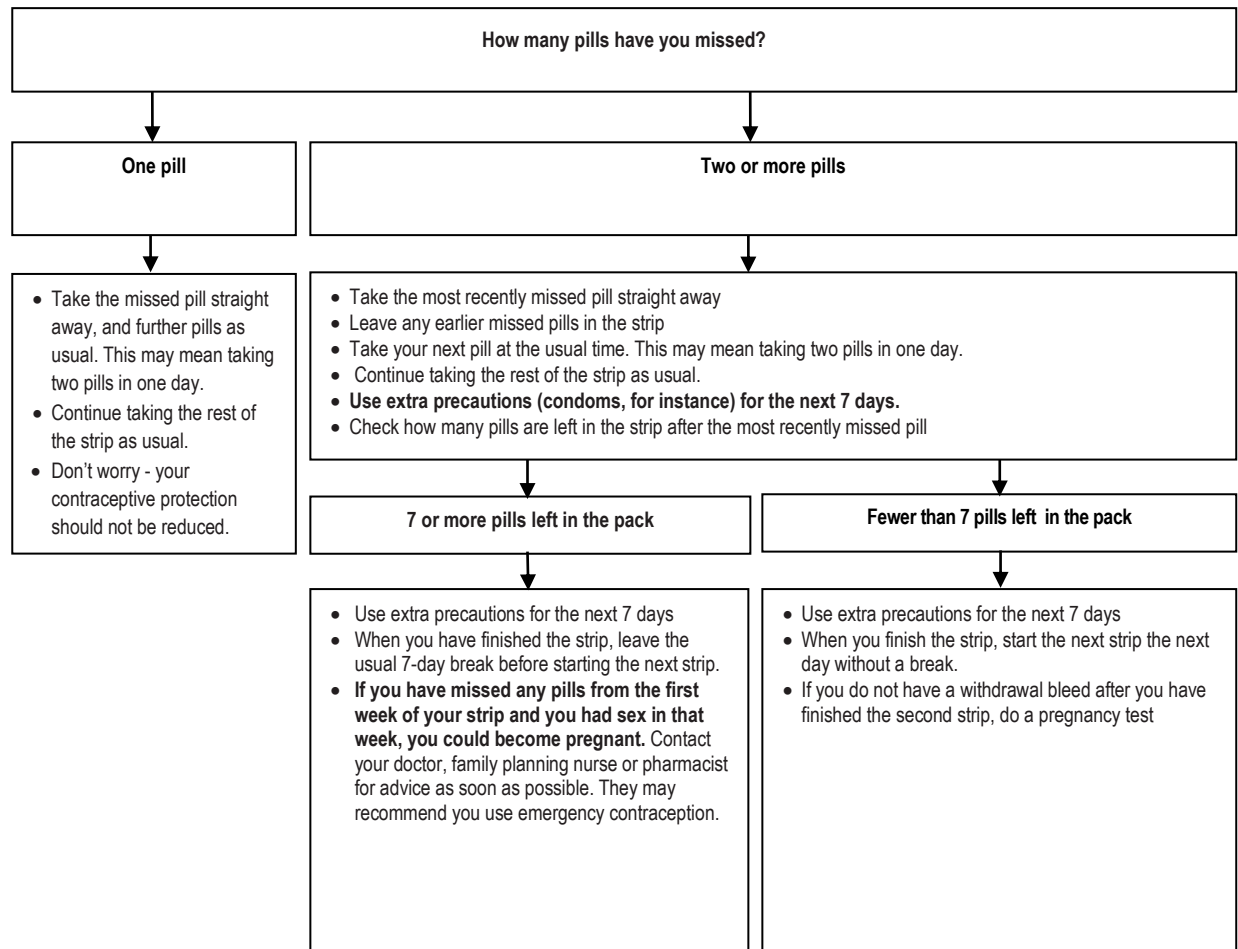 How many pills have you missed?
One pill
Two or more pills
• Take the missed pill straight
away, and further pills as
usual. This may mean taking
two pills in one day.
• Continue taking the rest of
the strip as usual.
• Don't worry - your
contraceptive protection
should not be reduced.
• Take the most recently missed pill straight away
• Leave any earlier missed pills in the strip
• Take your next pill at the usual time. This may mean taking two pills in one day.
• Continue taking the rest of the strip as usual.
• Use extra precautions (condoms, for instance) for the next 7 days.
• Check how many pills are left in the strip after the most recently missed pill
7 or more pills left in the pack
Fewer than 7 pills left in the pack
• Use extra precautions for the next 7 days
• When you have finished the strip, leave the
usual 7-day break before starting the next strip.
• If you have missed any pills from the first
week of your strip and you had sex in that
week, you could become pregnant. Contact
your doctor, family planning nurse or pharmacist
for advice as soon as possible. They may
recommend you use emergency contraception.
• Use extra precautions for the next 7 days
• When you finish the strip, start the next strip the next
day without a break.
• If you do not have a withdrawal bleed after you have
finished the second strip, do a pregnancy test